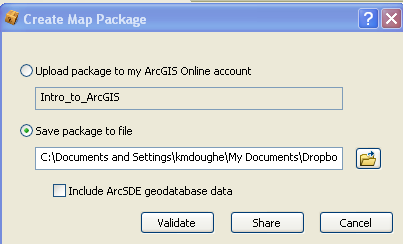 Create Map Package
Upload package to my ArcGIS Online account
Intro_to_ArcGIS
Save package to file
C:\Documents and Settings\kmdoughe\My Documents\Dropbo
Include ArcSDE geodatabase data
Validate Share Cancel